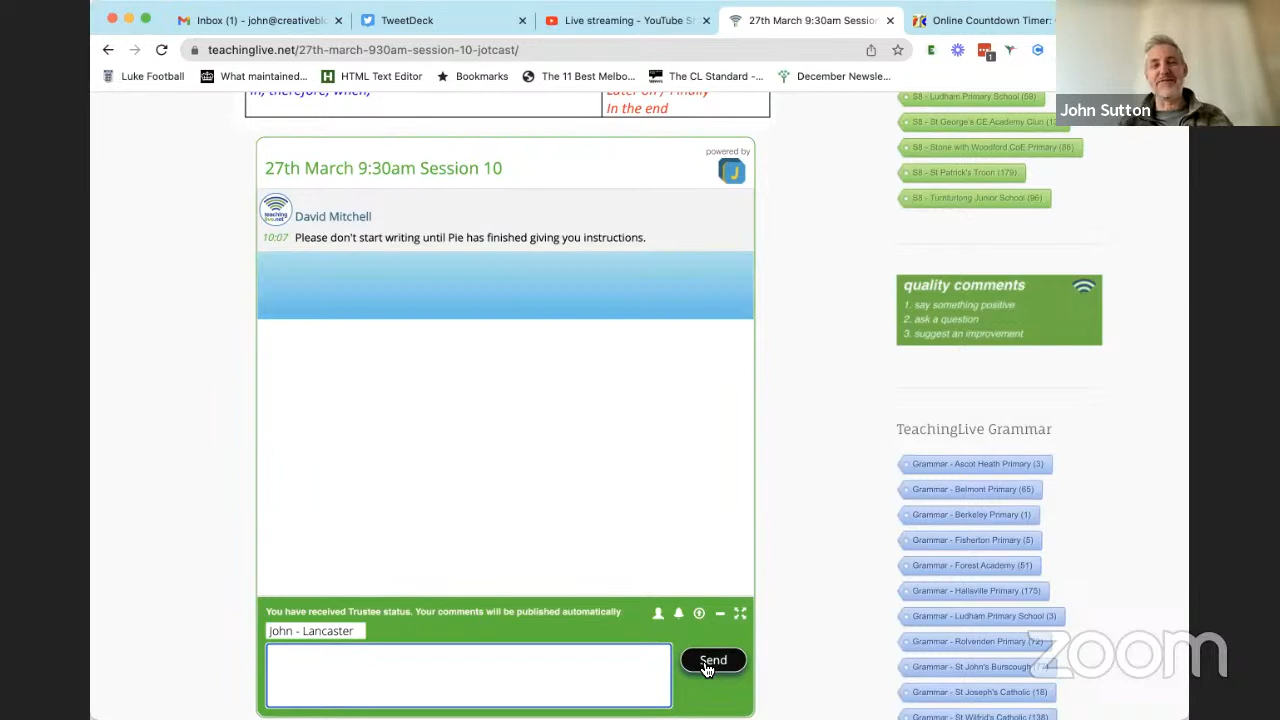 Inbox (1) - john@creativeblo
TweetDeck
Live streaming - YouTube St
27th March 9:30am Sessio
Online Countdown Timer:
teachinglive.net/27th-march-930am-session-10-jotcast/
Luke Football
What maintained...
HTML Text Editor
Bookmarks
The 11 Best Melbo...
The CL Standard -...
December Newsle...
John Sutton
in, therefore, when,
Later on / Finally
In the end
27th March 9:30am Session 10
powered by
J
teaching
live.net
David Mitchell
10:07 Please don't start writing until Pie has finished giving you instructions.
You have received Trustee status. Your comments will be published automatically
John - Lancaster
Send
S8 - Ludham Primary School (59)
S8 - St George's CE Academy Clun
S8 - Stone with Woodford CoE Primary (86)
S8 - St Patrick's Troon (179)
S8 - Turnfurlong Junior School (96)
quality comments
1. say something positive
2. ask a question
3. suggest an improvement
TeachingLive Grammar
Grammar - Ascot Heath Primary (3)
Grammar - Belmont Primary (65)
Grammar - Berkeley Primary (1)
Grammar - Fisherton Primary (5)
Grammar - Forest Academy (51)
Grammar - Hallsville Primary (175)
Grammar - Ludham Primary School (3)
Grammar - Rolvenden Primary (72)
Grammar - St John's Burscough
Grammar - St Joseph's Catholic (18)
Grammar - St Wilfrid's Catholic (138)
zoom